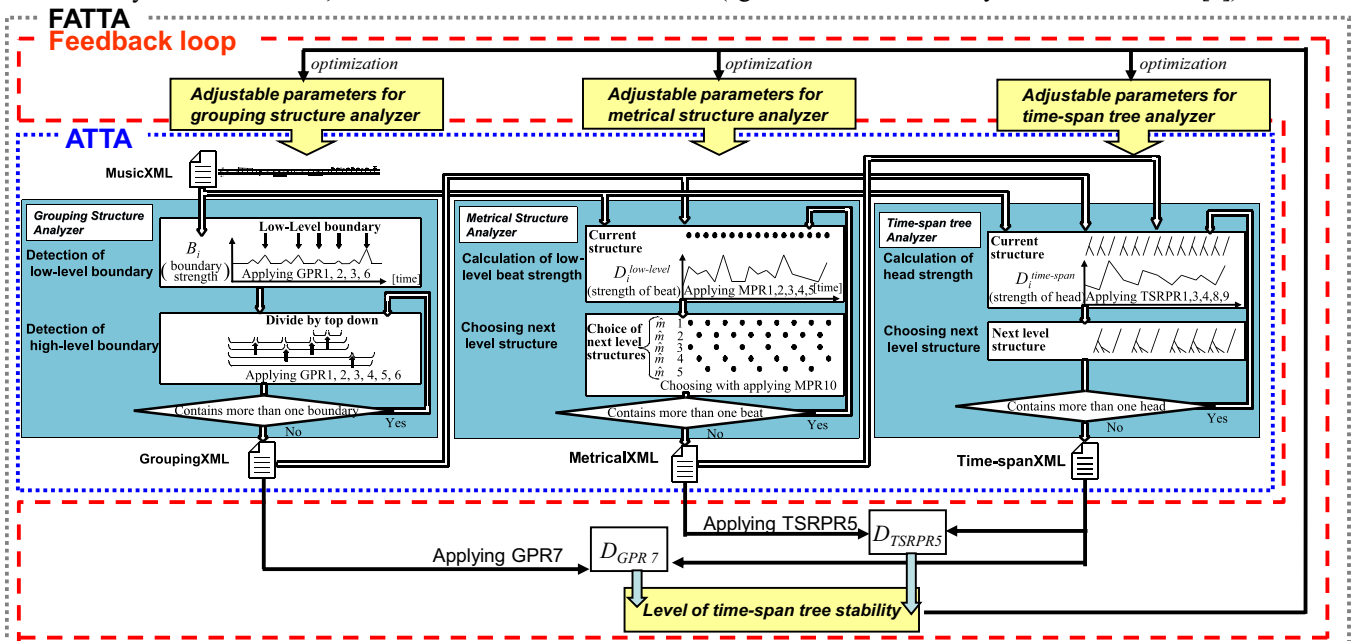 FATTA
Feedback loop
optimization
optimization
optimization
Adjustable parameters for
grouping structure analyzer
Adjustable parameters for
metrical structure analyzer
Adjustable parameters for
time-span tree analyzer
ATTA
MusicXML
Grouping Structure
Analyzer
Low-Level boundary
Detection of
low-level boundary
B_i
( boundary
strength )
Applying GPR1, 2, 3, 6
[time]
Detection of
high-level boundary
Divide by top down
Applying GPR1, 2, 3, 4, 5, 6
Contains more than one boundary
Yes
No
GroupingXML
Metrical Structure
Analyzer
Current
structure
Calculation of low-
level beat strength
D_i^{low-level}
(strength of beat)
Applying MPR1,2,3,4,5
[time]
Choosing next
level structure
Choice of
next level
structures
m̂ 1
m̂ 2
m̂ 3
m̂ 4
m̂ 5
Choosing with applying MPR10
Contains more than one beat
Yes
No
MetricalXML
Time-span tree
Analyzer
Current
structure
Calculation of
head strength
D_i^{time-span}
(strength of head)
Applying TSRPR1,3,4,8,9
Choosing next
level structure
Next level
structure
Contains more than one head
Yes
No
Time-spanXML
Applying TSRPR5
D_{TSRPR5}
Applying GPR7
D_{GPR 7}
Level of time-span tree stability